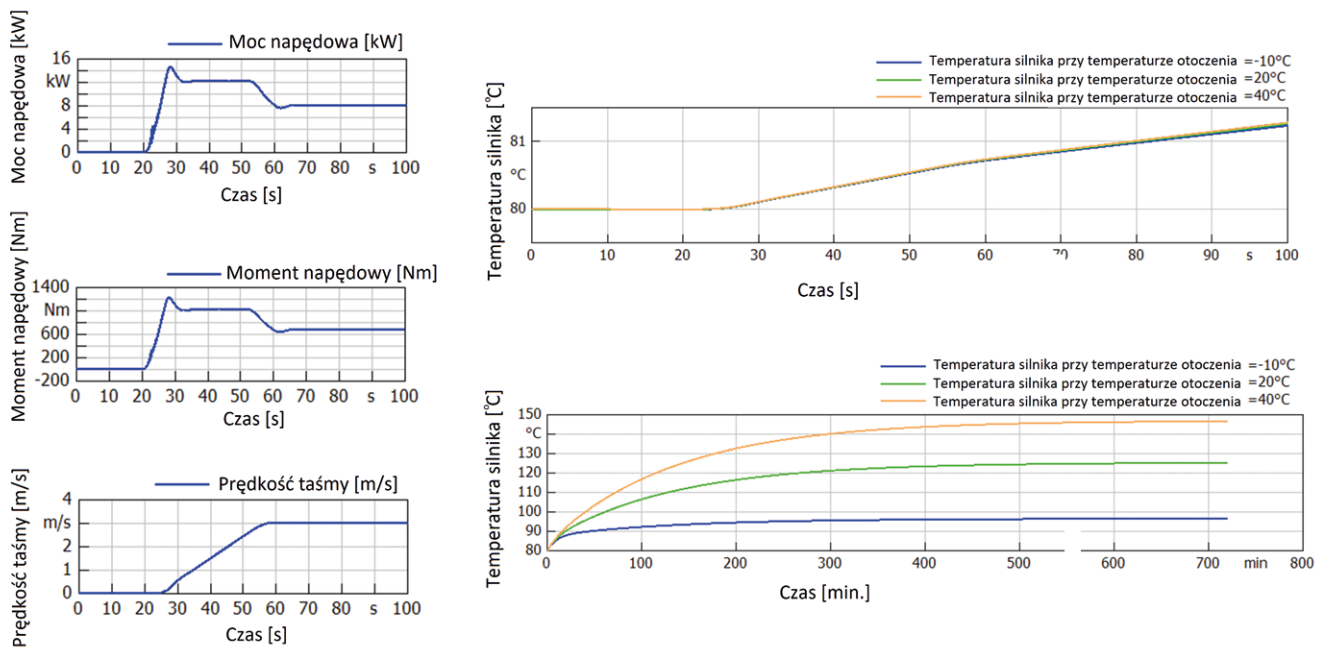 Moc napędowa [kW]
Moc napędowa [kW]
16
kW
8
4
0
0 10 20 30 40 50 60 70 80 s 100
Czas [s]
Moment napędowy [Nm]
Moment napędowy [Nm]
1400
Nm
600
200
-200
0 10 20 30 40 50 60 70 80 s 100
Czas [s]
Prędkość taśmy [m/s]
Prędkość taśmy [m/s]
4
m/s
2
1
0
0 10 20 30 40 50 60 70 80 s 100
Czas [s]
Temperatura silnika przy temperaturze otoczenia =-10°C
Temperatura silnika przy temperaturze otoczenia =20°C
Temperatura silnika przy temperaturze otoczenia =40°C
Temperatura silnika [°C]
81
°C
80
0 10 20 30 40 50 60 70 80 90 s 100
Czas [s]
Temperatura silnika przy temperaturze otoczenia =-10°C
Temperatura silnika przy temperaturze otoczenia =20°C
Temperatura silnika przy temperaturze otoczenia =40°C
Temperatura silnika [°C]
150
°C
130
120
110
100
90
80
0 100 200 300 400 500 600 700 min 800
Czas [min.]